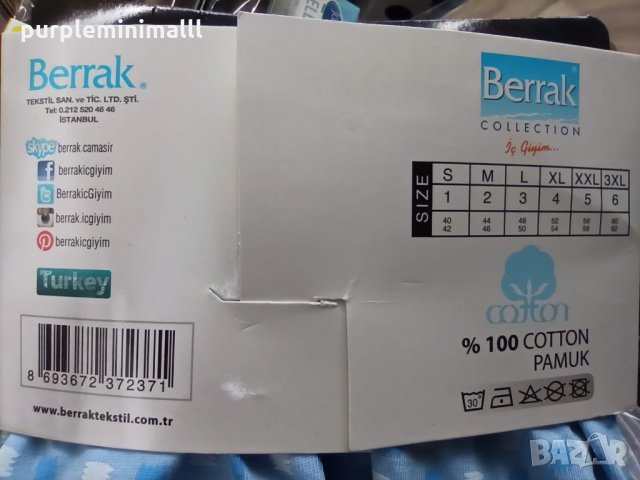 purpleminimalll
Berrak®
TEKSTİL SAN. ve TİC. LTD. ŞTİ.
Tel: 0.212 520 46 46
İSTANBUL
skype berrak.camasir
f berrakicgiyim
BerrakicGiyim
berrak.icgiyim
berrakicgiyim
Turkey
8 693672 372371
www.berraktekstil.com.tr
Berrak
COLLECTION
İç Giyim...
SIZE
S M L XL XXL 3XL
1 2 3 4 5 6
40 44 48 52 56 60
42 46 50 54 58 62
cotton
% 100 COTTON
PAMUK
30°
BAZAR